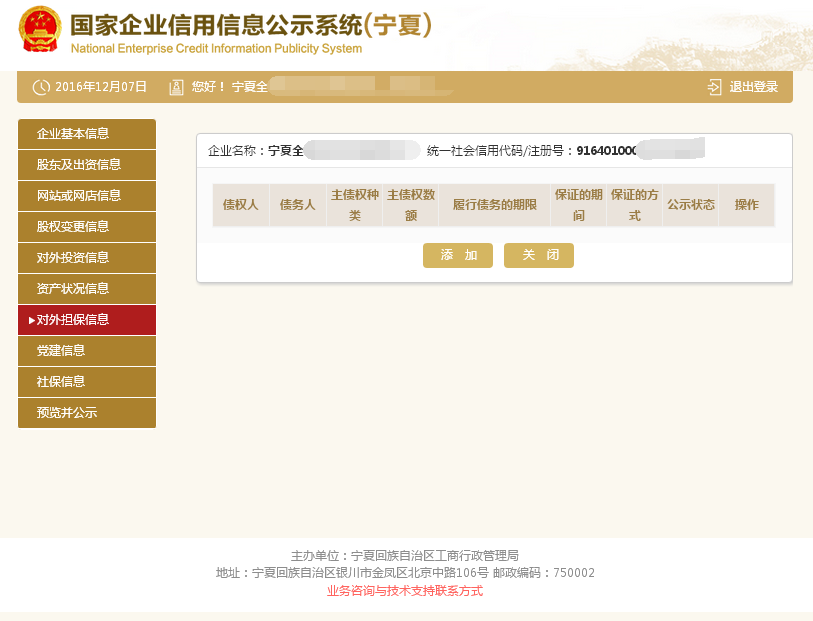 国家企业信用信息公示系统(宁夏)
National Enterprise Credit Information Publicity System
2016年12月07日 您好！ 宁夏全 退出登录
企业基本信息
股东及出资信息
网站或网店信息
股权变更信息
对外投资信息
资产状况信息
▶对外担保信息
党建信息
社保信息
预览并公示
企业名称：宁夏全 统一社会信用代码/注册号：91640100
债权人 债务人 主债权种类 主债权数额 履行债务的期限 保证的期间 保证的方式 公示状态 操作
添 加 关 闭
主办单位：宁夏回族自治区工商行政管理局
地址：宁夏回族自治区银川市金凤区北京中路106号 邮政编码：750002
业务咨询与技术支持联系方式